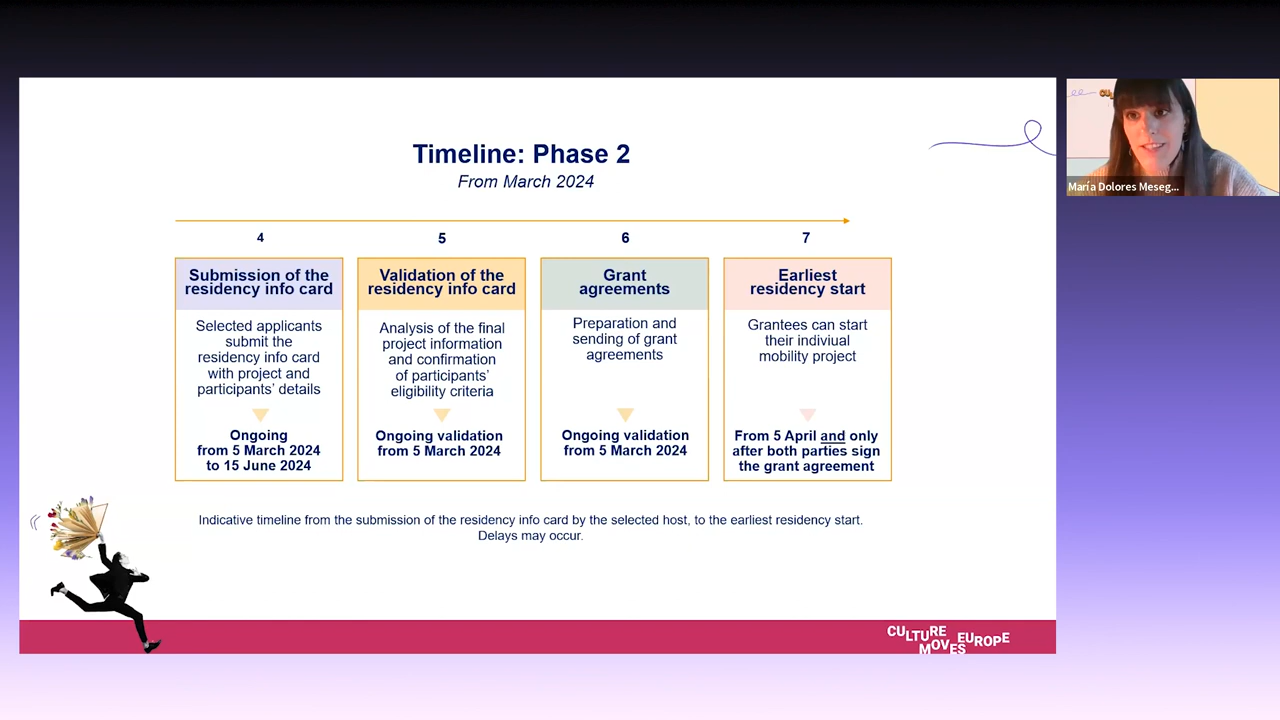 Timeline: Phase 2
From March 2024
4
5
6
7
Submission of the
residency info card
Selected applicants
submit the
residency info card
with project and
participants' details
Ongoing
from 5 March 2024
to 15 June 2024
Validation of the
residency info card
Analysis of the final
project information
and confirmation
of participants'
eligibility criteria
Ongoing validation
from 5 March 2024
Grant
agreements
Preparation and
sending of grant
agreements
Ongoing validation
from 5 March 2024
Earliest
residency start
Grantees can start
their indiviual
mobility project
From 5 April and only
after both parties sign
the grant agreement
Indicative timeline from the submission of the residency info card by the selected host, to the earliest residency start.
Delays may occur.
CULTURE
MOVES EUROPE
María Dolores Meseg...